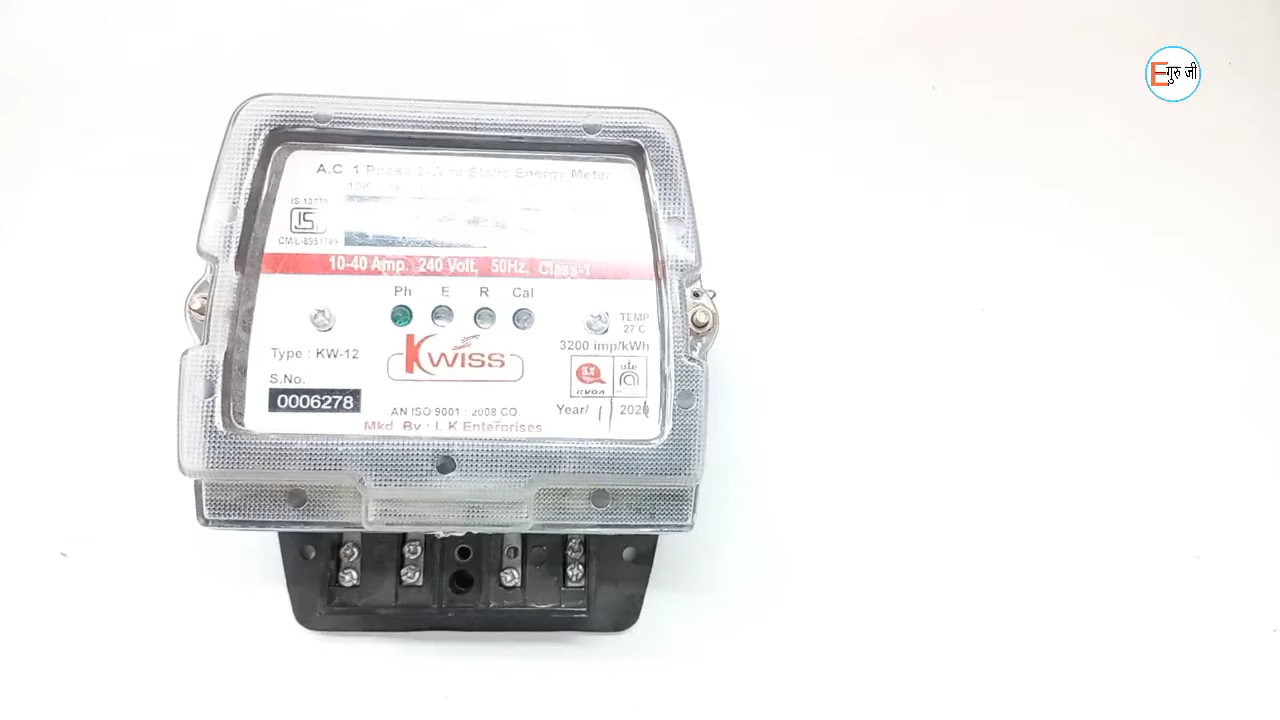 E-गुरु जी
A.C. 1 Phase 2-Wire Static Energy Meter
IS 13779
CM/L-8951749
10-40 Amp. 240 Volt, 50Hz, Class-1
Ph E R Cal
TEMP
27°C
3200 imp/kWh
Type : KW-12
KWISS
S.No.
0006278
Year/ 2020
AN ISO 9001 : 2008 CO.
Mkd. By : L K Enterprises